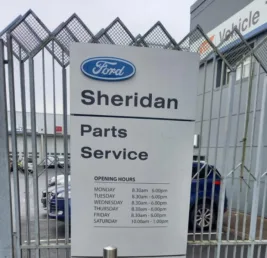 Vehicle
Ford
Sheridan
Parts
Service
OPENING HOURS
MONDAY 8:30am - 6:00pm
TUESDAY 8:30am - 6:00pm
WEDNESDAY 8:30am - 6:00pm
THURSDAY 8:30am - 6:00pm
FRIDAY 8:30am - 6:00pm
SATURDAY 10:00am - 1:00pm